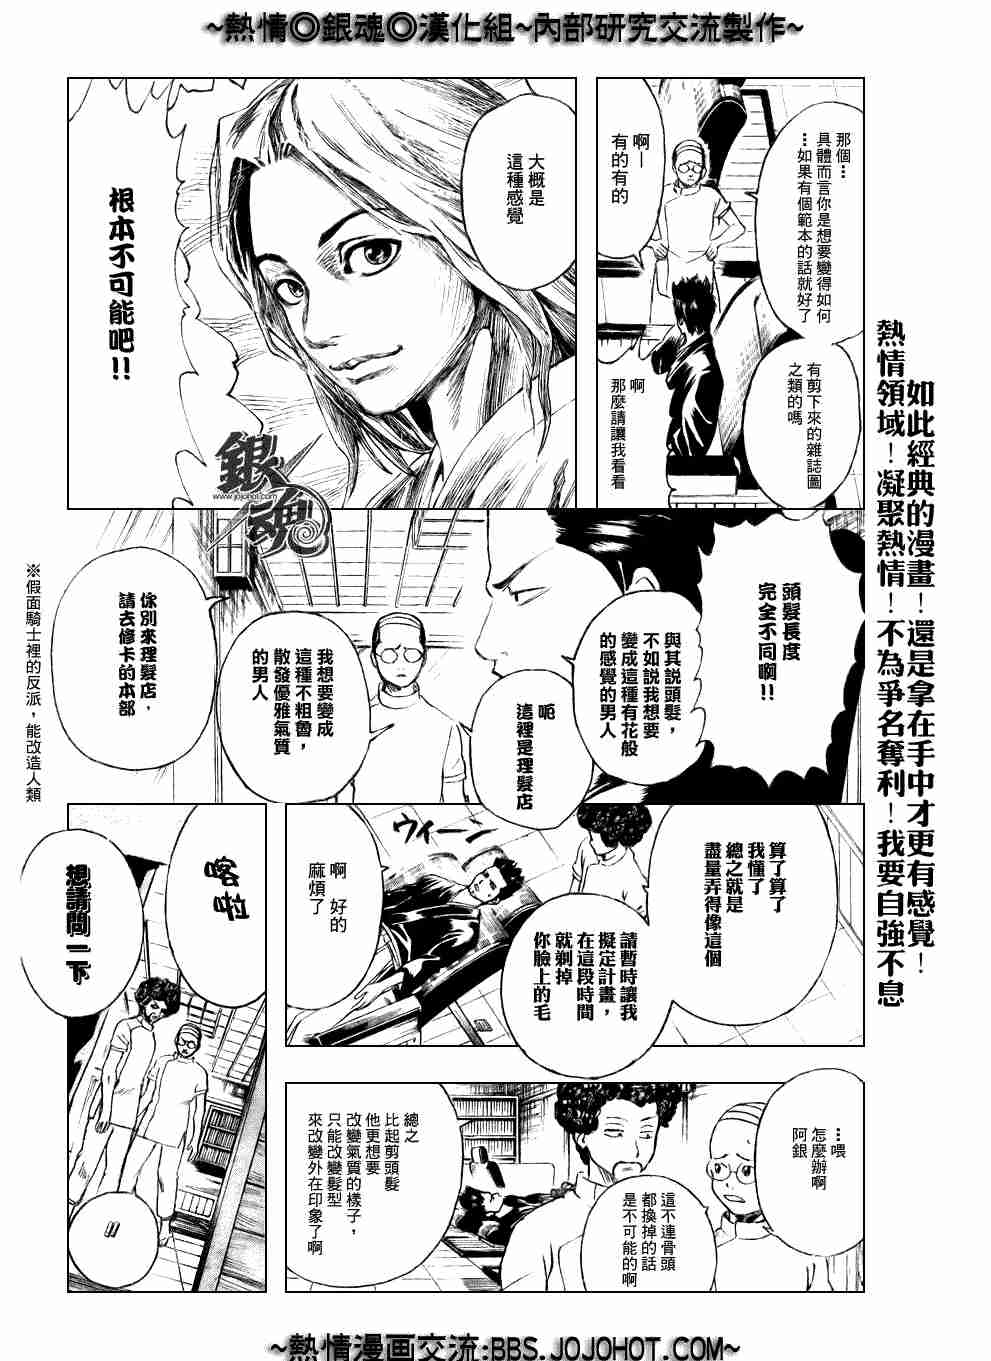 ~熱情◎銀魂◎漢化組~內部研究交流製作~
那個…
具體而言你是想要變得如何
…如果有個範本的話就好了
啊—
有的有的
有剪下來的雜誌圖
之類的嗎
啊
那麼請讓我看看
大概是
這種感覺
根本不可能吧!!
銀魂
www.jojohot.com
如此經典的漫畫!還是拿在手中才更有感覺!
熱情領域!凝聚熱情!不為爭名奪利!我要自強不息
頭髮長度
完全不同啊!!
與其說頭髮,
不如說我想要
變成這種有花般
的感覺的男人
呃
這裡是理髮店
我想要變成
這種不粗魯,
散發優雅氣質
的男人
你別來理髮店,
請去修卡的本部
※假面騎士裡的反派,能改造人類
算了算了
我懂了
總之就是
盡量弄得像這個
請暫時讓我
擬定計畫,
在這段時間
就剃掉
你臉上的毛
ウィーン
啊 好的
麻煩了
喀啦
想請問一下
…喂
怎麼辦啊
阿銀
這不連骨頭
都換掉的話
是不可能的啊
總之
比起剪頭髮
他更想要
改變氣質的樣子,
只能改變髮型
來改變外在印象了啊
!!
~熱情漫画交流:BBS.JOJOHOT.COM~